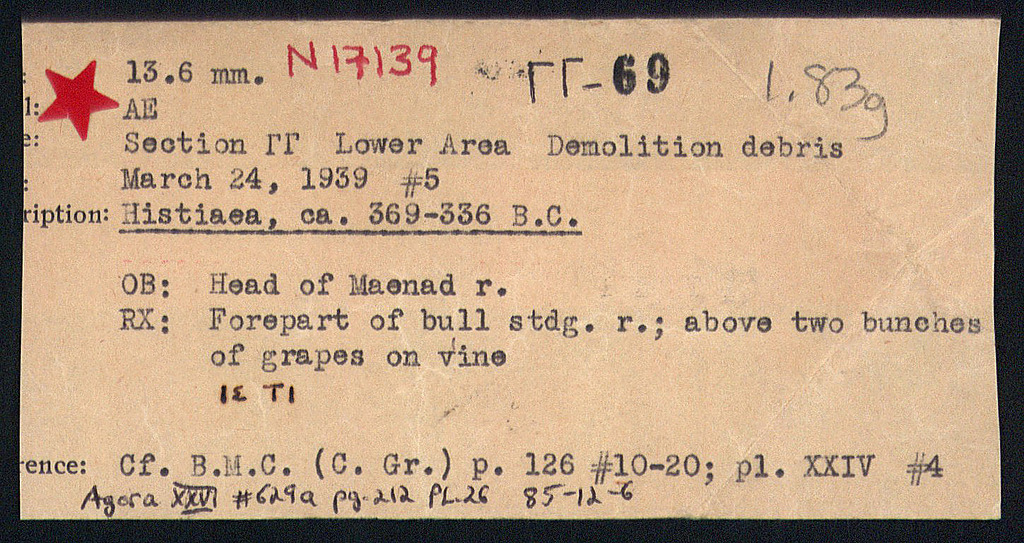 : 13.6 mm. N 17139 ΓΓ-69 1.83g
l: AE
e: Section ΓΓ Lower Area Demolition debris
: March 24, 1939 #5
ription: Histiaea, ca. 369-336 B.C.
OB: Head of Maenad r.
RX: Forepart of bull stdg. r.; above two bunches
of grapes on vine
ΙΣ ΤΙ
rence: Cf. B.M.C. (C. Gr.) p. 126 #10-20; pl. XXIV #4
Agora XXVI #629a pg. 212 PL.26 85-12-6